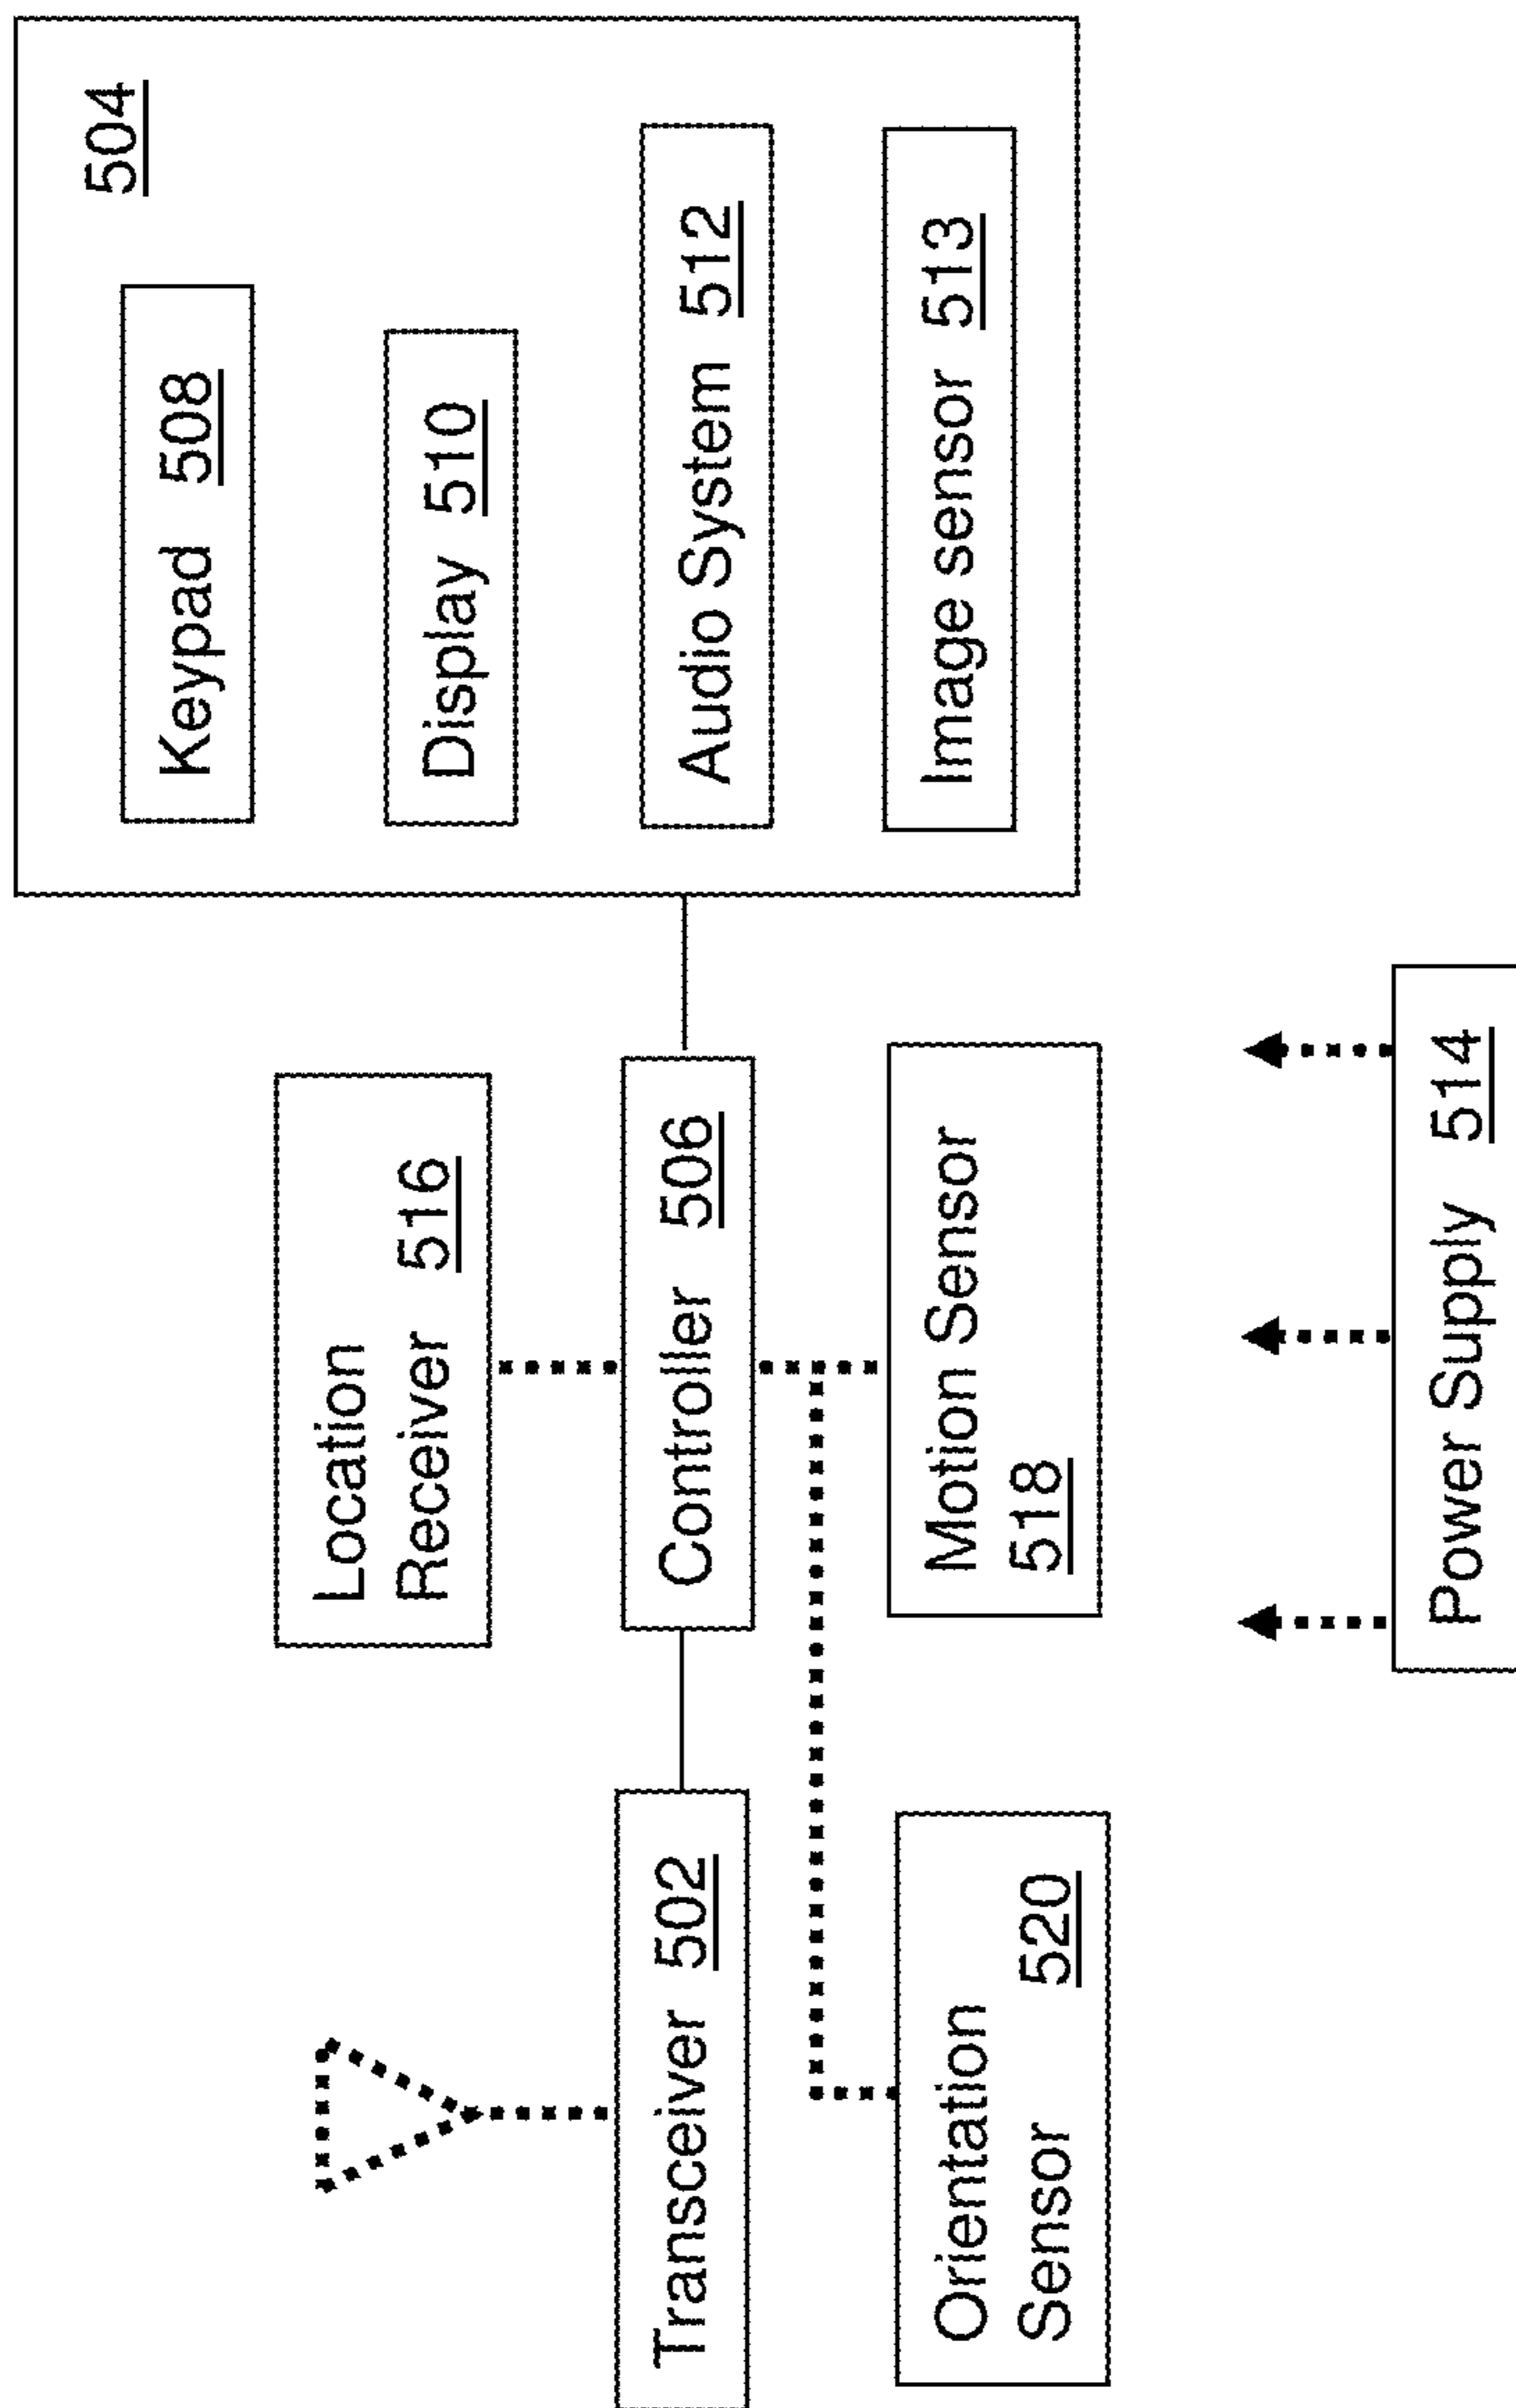 504
Keypad 508
Display 510
Audio System 512
Image sensor 513
Location
Receiver 516
Controller 506
Motion Sensor
518
Transceiver 502
Orientation
Sensor 520
Power Supply 514